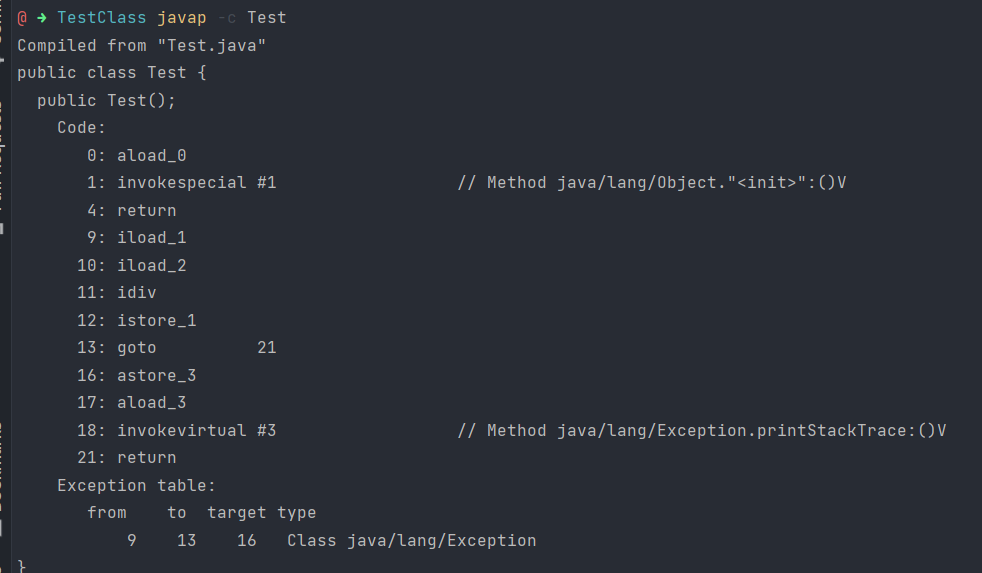 @ → TestClass javap -c Test
Compiled from "Test.java"
public class Test {
  public Test();
    Code:
       0: aload_0
       1: invokespecial #1                  // Method java/lang/Object."<init>":()V
       4: return
       9: iload_1
      10: iload_2
      11: idiv
      12: istore_1
      13: goto          21
      16: astore_3
      17: aload_3
      18: invokevirtual #3                  // Method java/lang/Exception.printStackTrace:()V
      21: return
    Exception table:
       from    to  target type
           9    13    16   Class java/lang/Exception
}